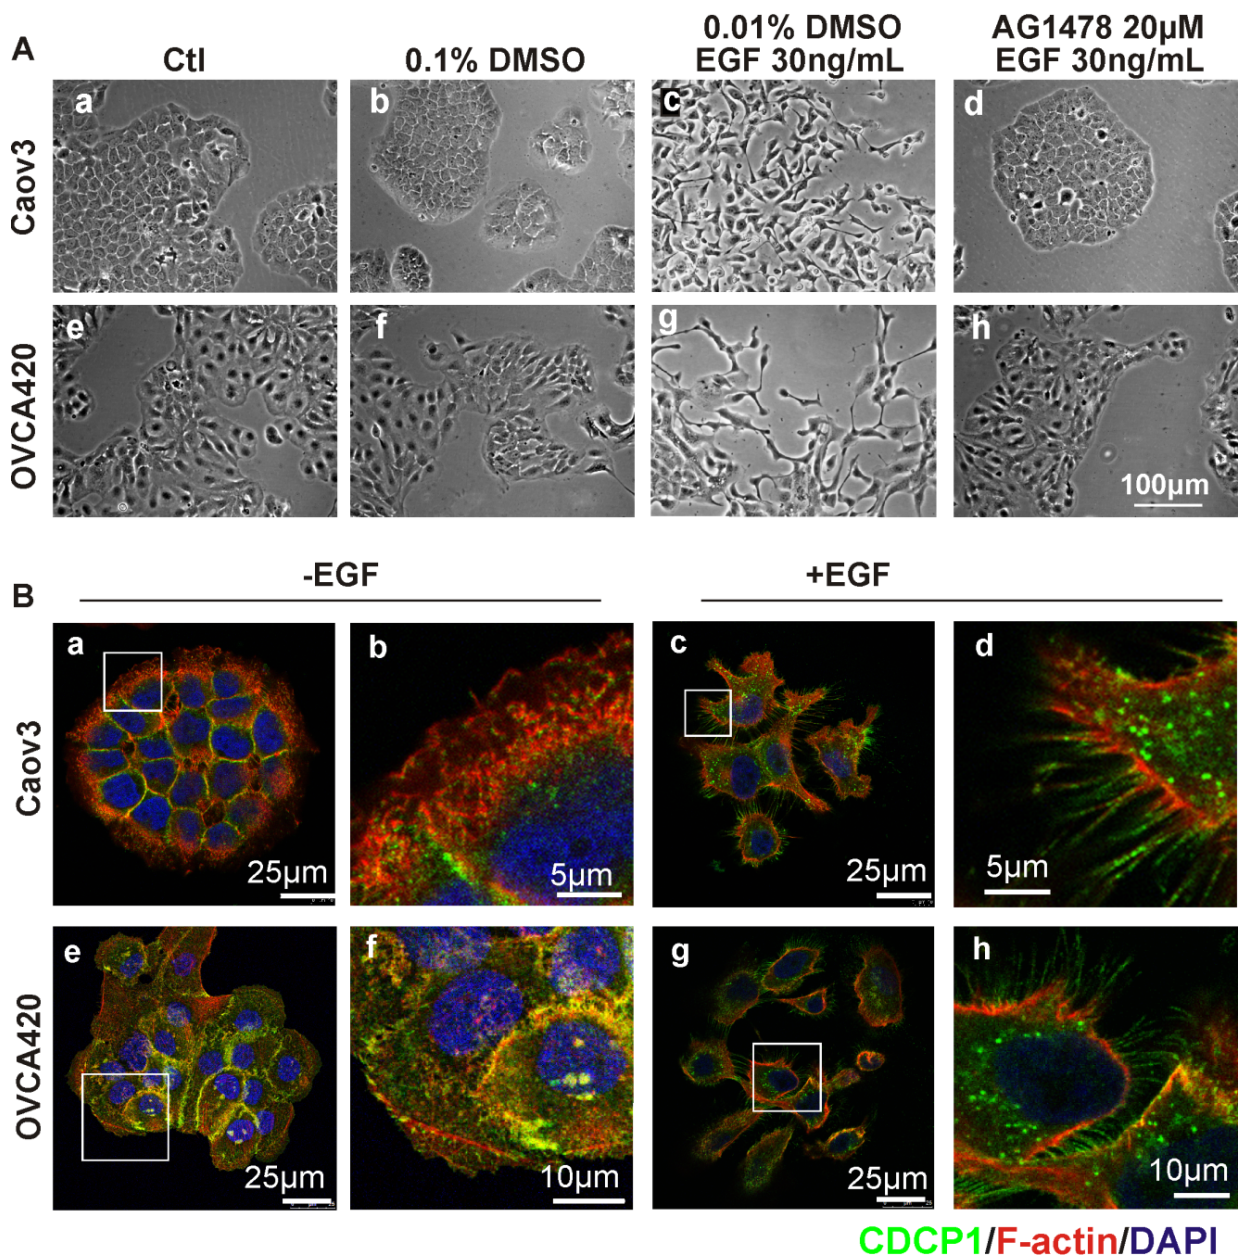 A
Ctl
0.1% DMSO
0.01% DMSO
EGF 30ng/mL
AG1478 20µM
EGF 30ng/mL
Caov3
a
b
c
d
OVCA420
e
f
g
h
100µm
B
-EGF
+EGF
Caov3
a
b
c
d
25µm
5µm
25µm
5µm
OVCA420
e
f
g
h
25µm
10µm
25µm
10µm
CDCP1/F-actin/DAPI